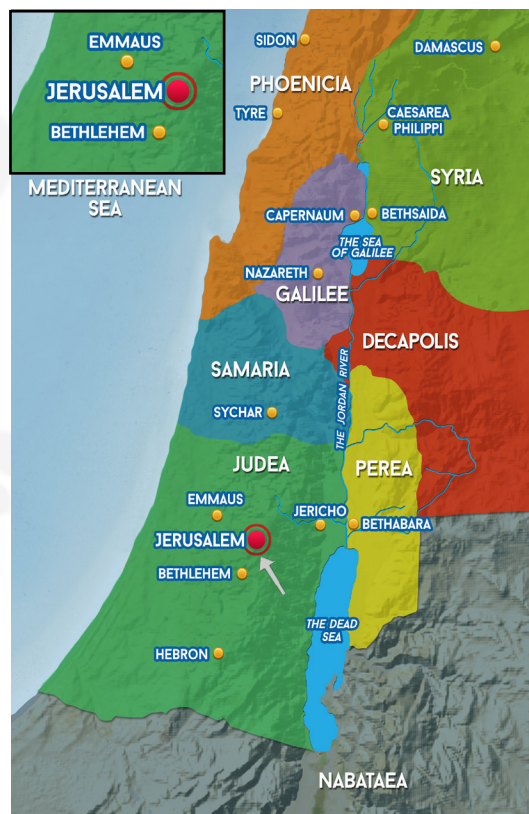 EMMAUS
JERUSALEM
BETHLEHEM
MEDITERRANEAN
SEA
SIDON
DAMASCUS
PHOENICIA
TYRE
CAESAREA
PHILIPPI
SYRIA
CAPERNAUM
BETHSAIDA
THE SEA
OF GALILEE
NAZARETH
GALILEE
DECAPOLIS
SAMARIA
THE JORDAN RIVER
SYCHAR
JUDEA
PEREA
EMMAUS
JERICHO
BETHABARA
JERUSALEM
BETHLEHEM
THE DEAD
SEA
HEBRON
NABATAEA